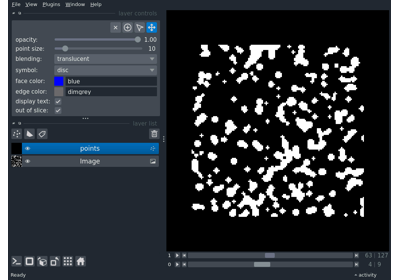 File View Plugins Window Help
layer controls
opacity: 1.00
point size: 10
blending: translucent
symbol: disc
face color: blue
edge color: dimgrey
display text:
out of slice:
layer list
points
Image
1 63 / 127
0 4 / 9
Ready activity